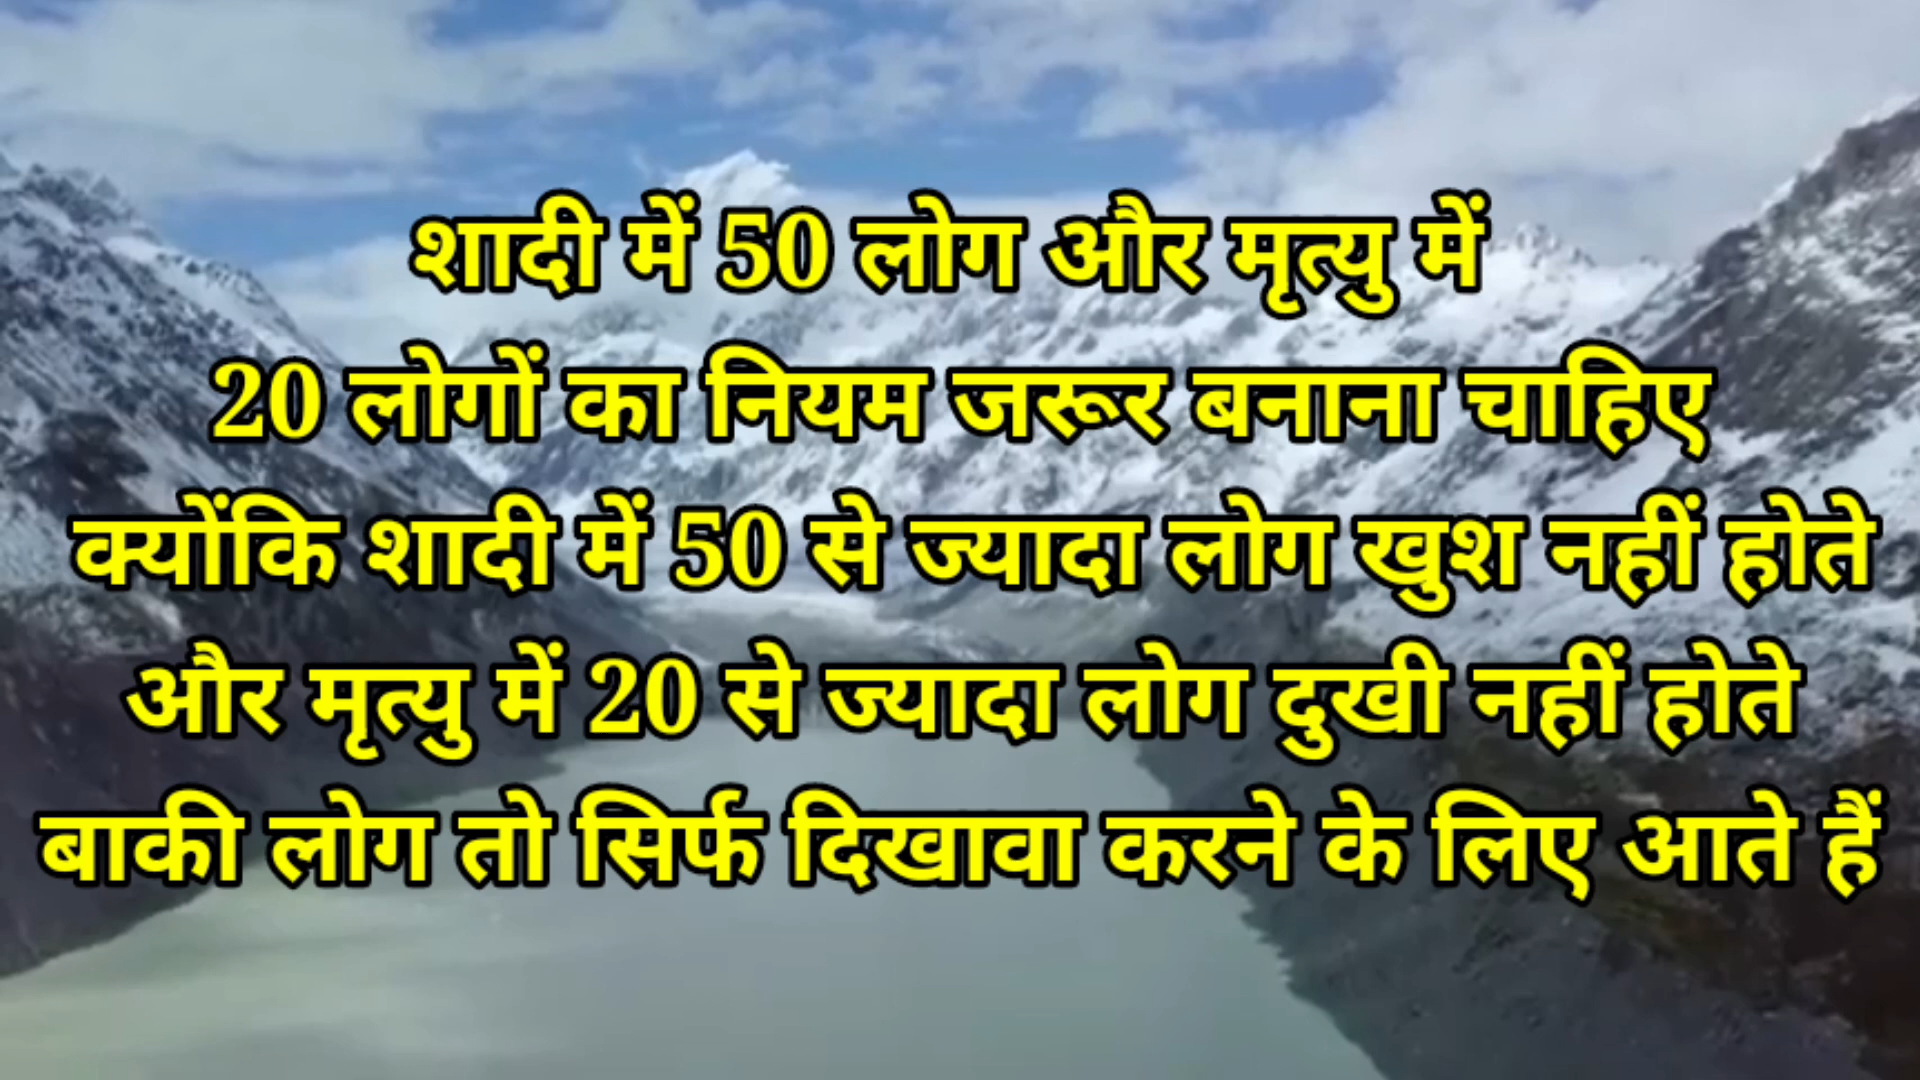 शादी में 50 लोग और मृत्यु में
20 लोगों का नियम जरूर बनाना चाहिए
क्योंकि शादी में 50 से ज्यादा लोग खुश नहीं होते
और मृत्यु में 20 से ज्यादा लोग दुखी नहीं होते
बाकी लोग तो सिर्फ दिखावा करने के लिए आते हैं